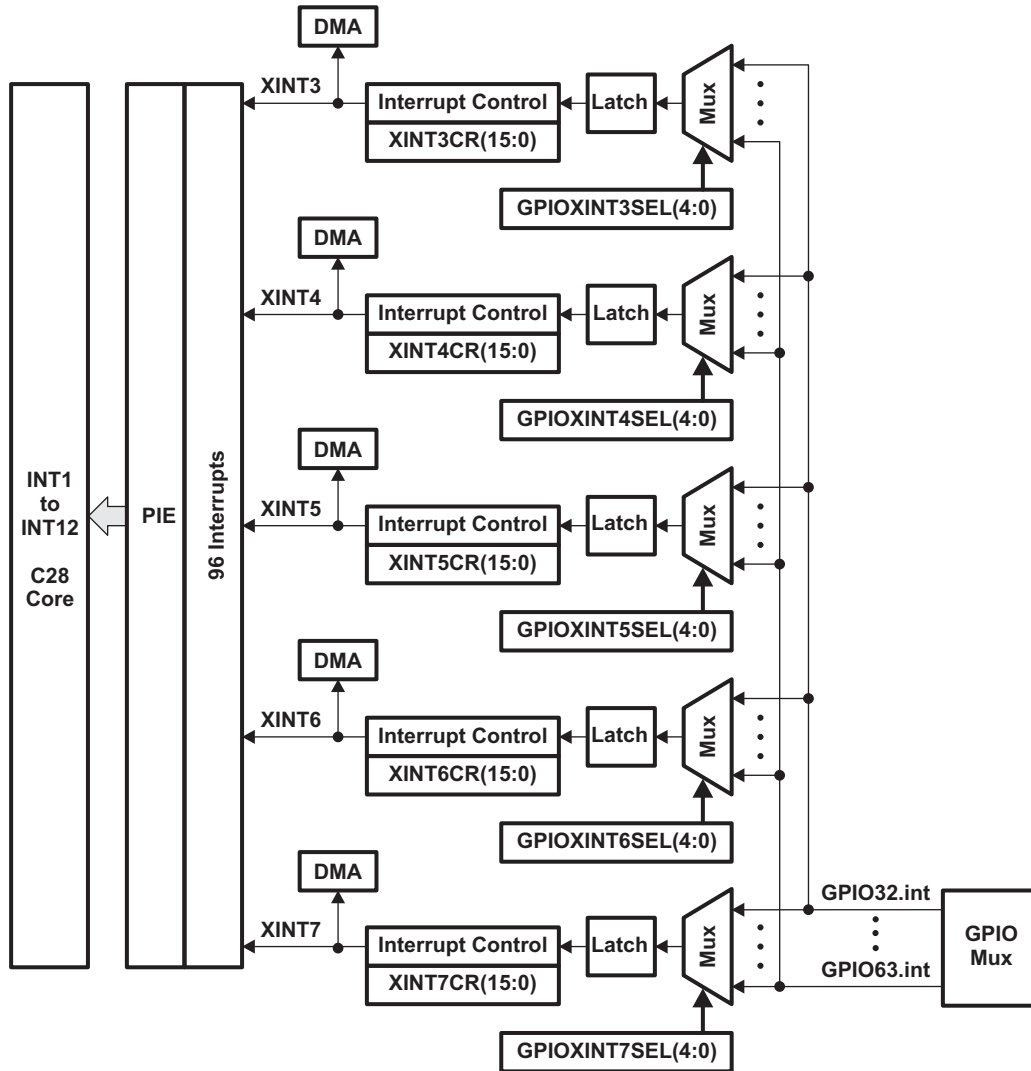 DMA
XINT3
Interrupt Control
XINT3CR(15:0)
Latch
Mux
GPIOXINT3SEL(4:0)
DMA
XINT4
Interrupt Control
XINT4CR(15:0)
Latch
Mux
GPIOXINT4SEL(4:0)
INT1
to
INT12
C28
Core
PIE
96 Interrupts
DMA
XINT5
Interrupt Control
XINT5CR(15:0)
Latch
Mux
GPIOXINT5SEL(4:0)
DMA
XINT6
Interrupt Control
XINT6CR(15:0)
Latch
Mux
GPIOXINT6SEL(4:0)
DMA
XINT7
Interrupt Control
XINT7CR(15:0)
Latch
Mux
GPIOXINT7SEL(4:0)
GPIO32.int
GPIO63.int
GPIO
Mux